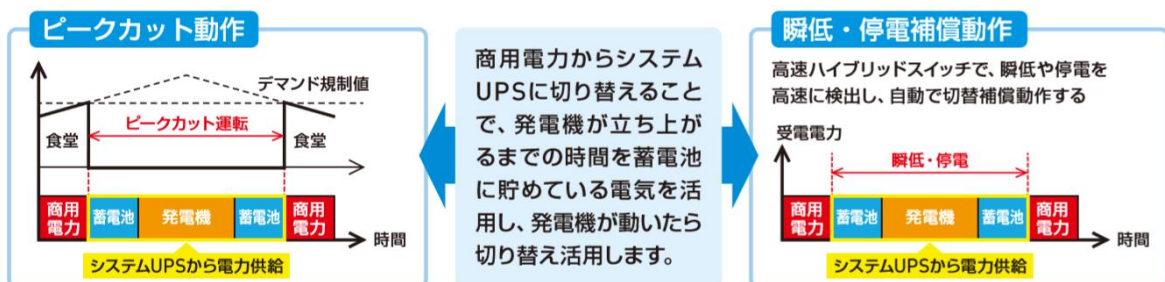 ピークカット動作
デマンド規制値
ピークカット運転
食堂
食堂
商用
電力
蓄電池
発電機
蓄電池
商用
電力
時間
システムUPSから電力供給
商用電力からシステム
UPSに切り替えること
で、発電機が立ち上が
るまでの時間を蓄電池
に貯めている電気を活
用し、発電機が動いたら
切り替え活用します。
瞬低・停電補償動作
高速ハイブリッドスイッチで、瞬低や停電を
高速に検出し、自動で切替補償動作する
受電電力
瞬低・停電
商用
電力
蓄電池
発電機
蓄電池
商用
電力
時間
システムUPSから電力供給